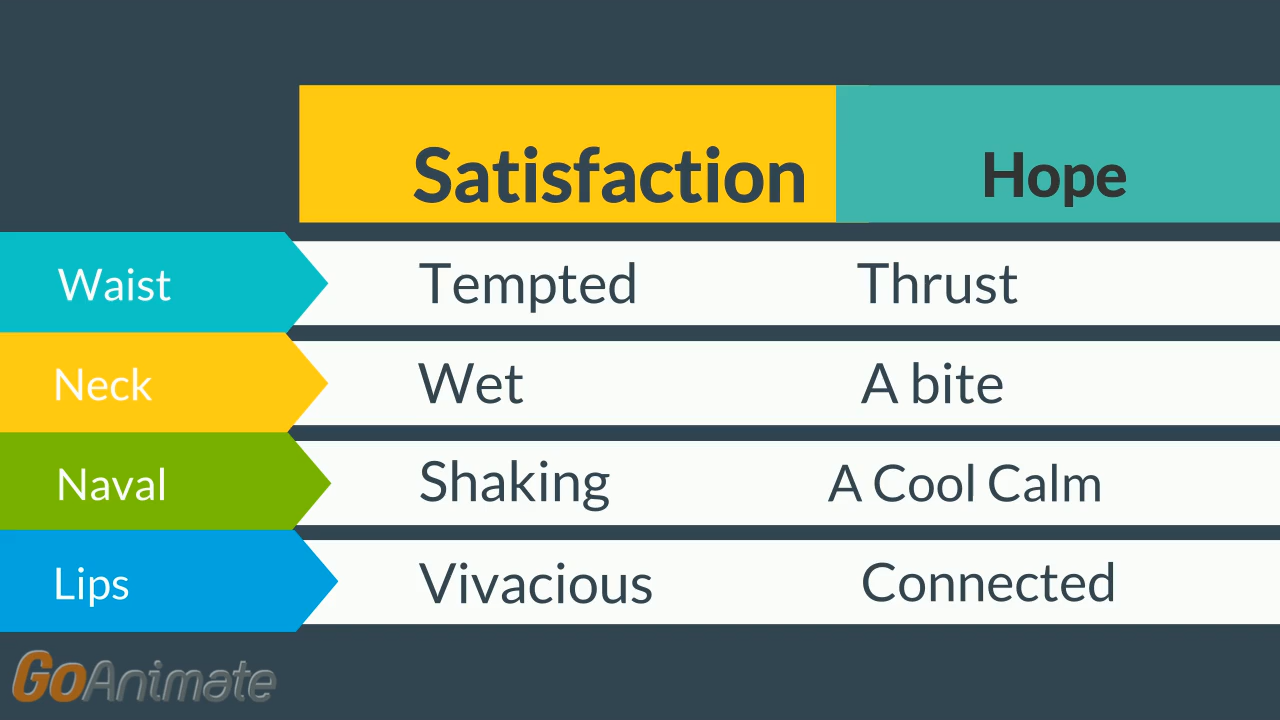 Satisfaction Hope
Waist Tempted Thrust
Neck Wet A bite
Naval Shaking A Cool Calm
Lips Vivacious Connected
GoAnimate